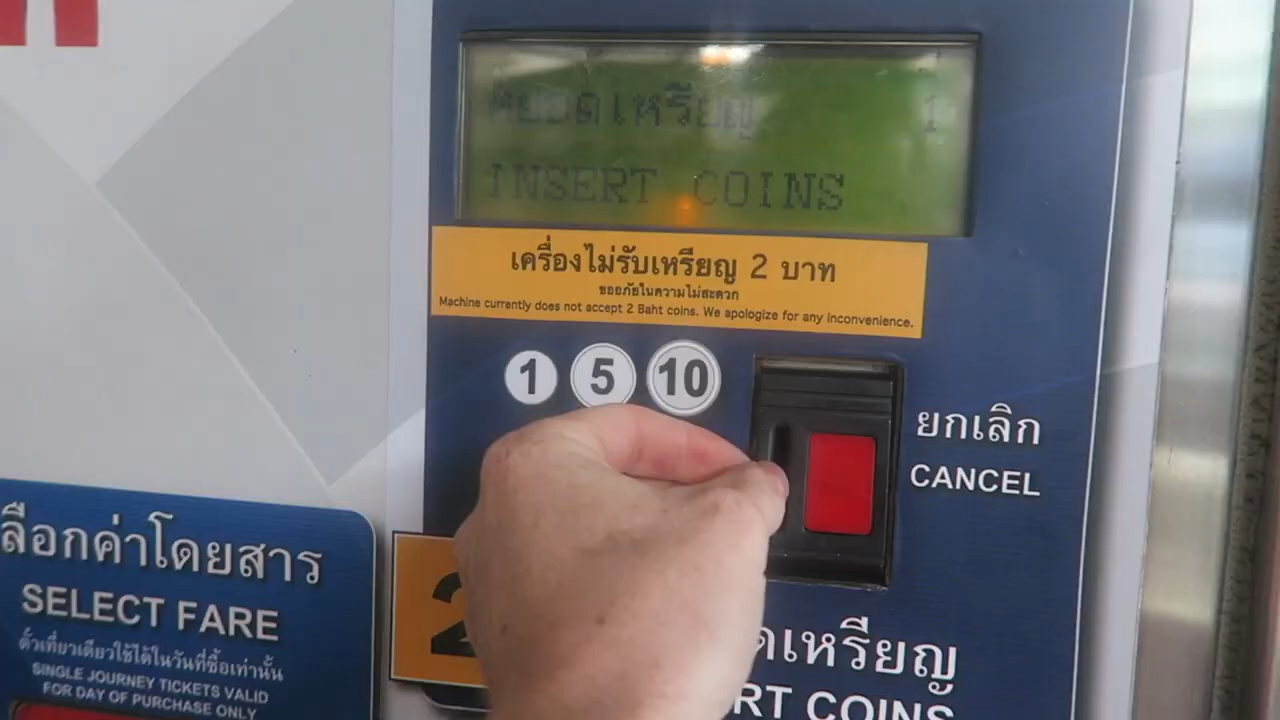 หยอดเหรียญ 1
INSERT COINS
เครื่องไม่รับเหรียญ 2 บาท
ขออภัยในความไม่สะดวก
Machine currently does not accept 2 Baht coins. We apologize for any inconvenience.
1 5 10
ยกเลิก
CANCEL
ลือกค่าโดยสาร
SELECT FARE
ตั๋วเที่ยวเดียวใช้ได้ในวันที่ซื้อเท่านั้น
SINGLE JOURNEY TICKETS VALID
FOR DAY OF PURCHASE ONLY
2
ดเหรียญ
RT COINS